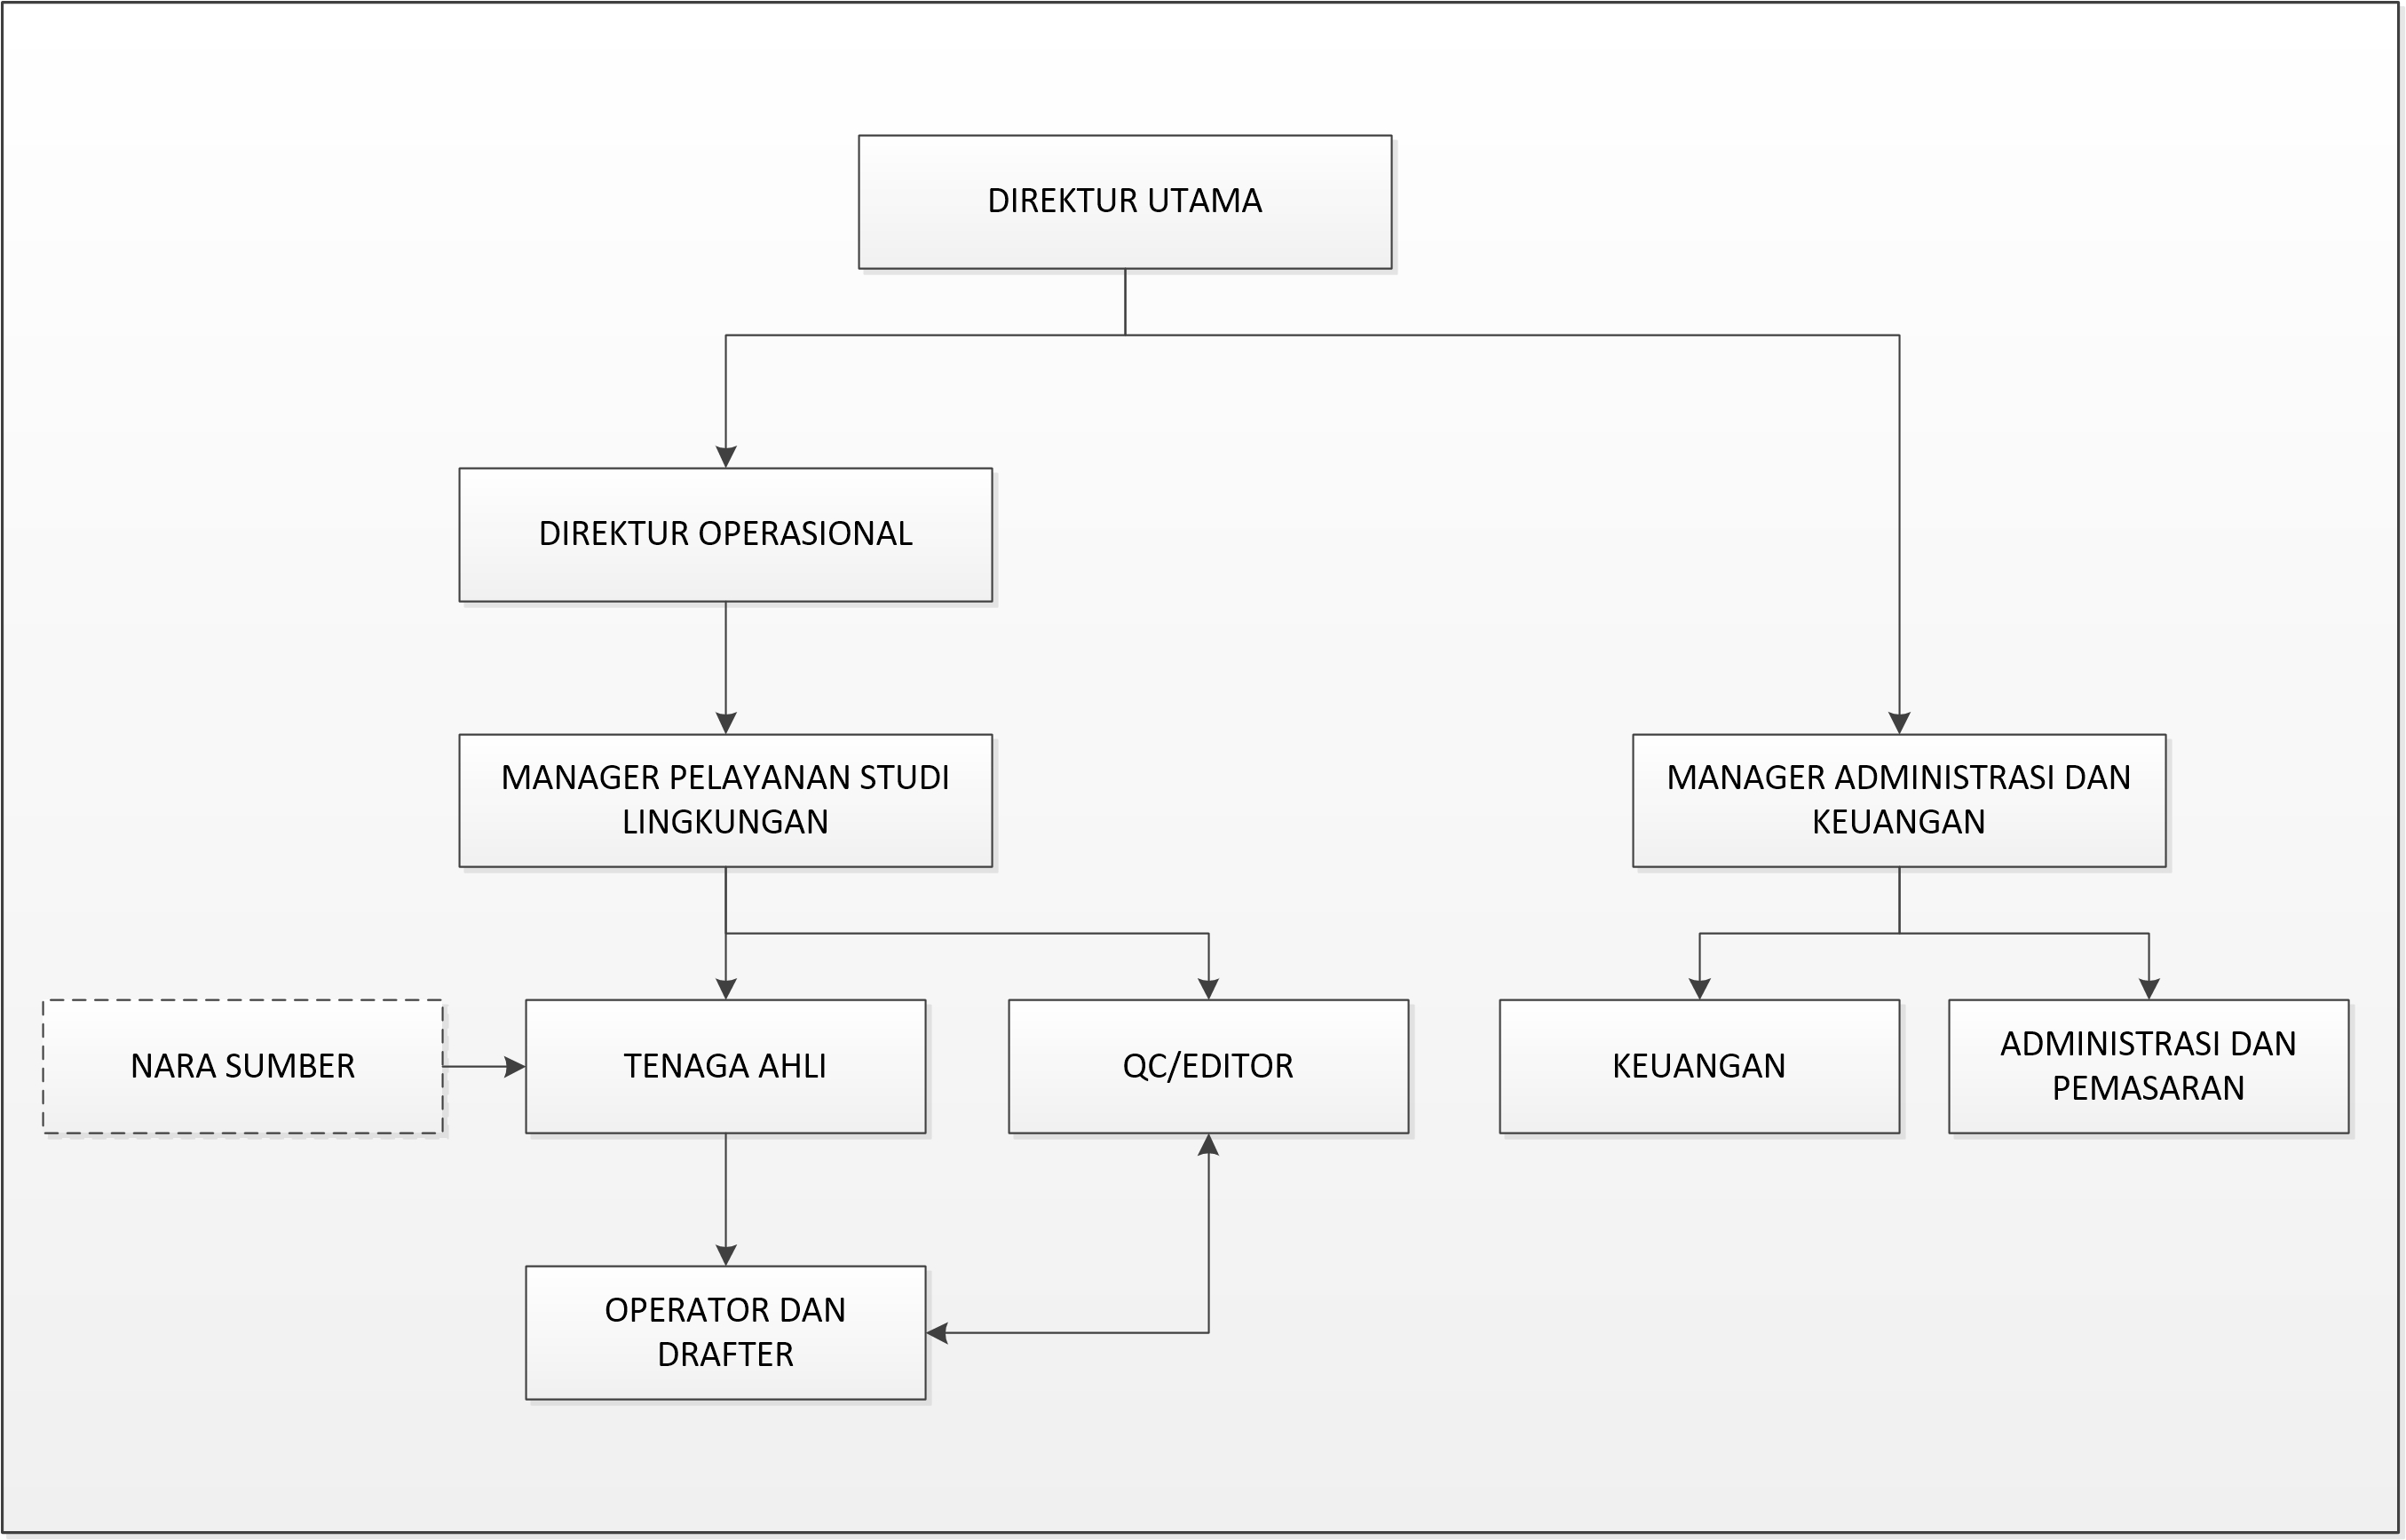 DIREKTUR UTAMA
DIREKTUR OPERASIONAL
MANAGER PELAYANAN STUDI
LINGKUNGAN
MANAGER ADMINISTRASI DAN
KEUANGAN
NARA SUMBER
TENAGA AHLI
QC/EDITOR
KEUANGAN
ADMINISTRASI DAN
PEMASARAN
OPERATOR DAN
DRAFTER